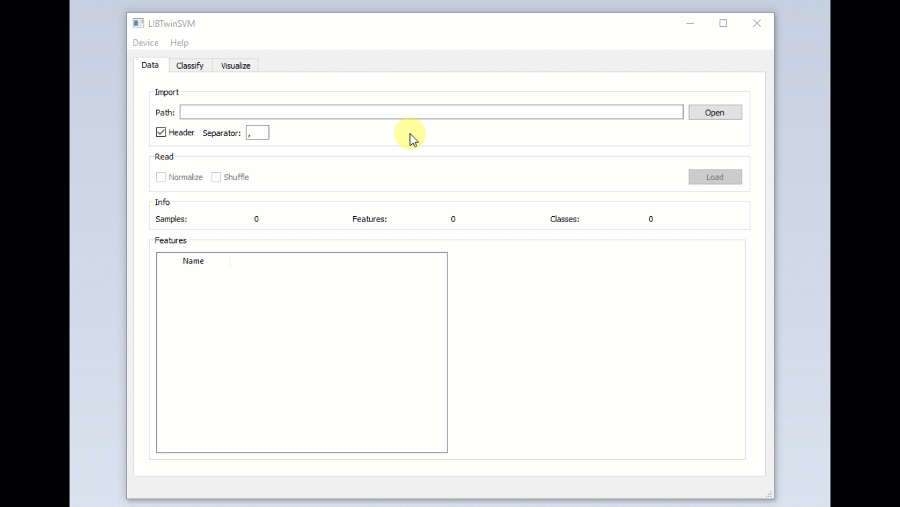 LIBTwinSVM
Device Help
Data Classify Visualize
Import
Path: Open
Header Separator: ,
Read
Normalize Shuffle Load
Info
Samples: 0 Features: 0 Classes: 0
Features
Name